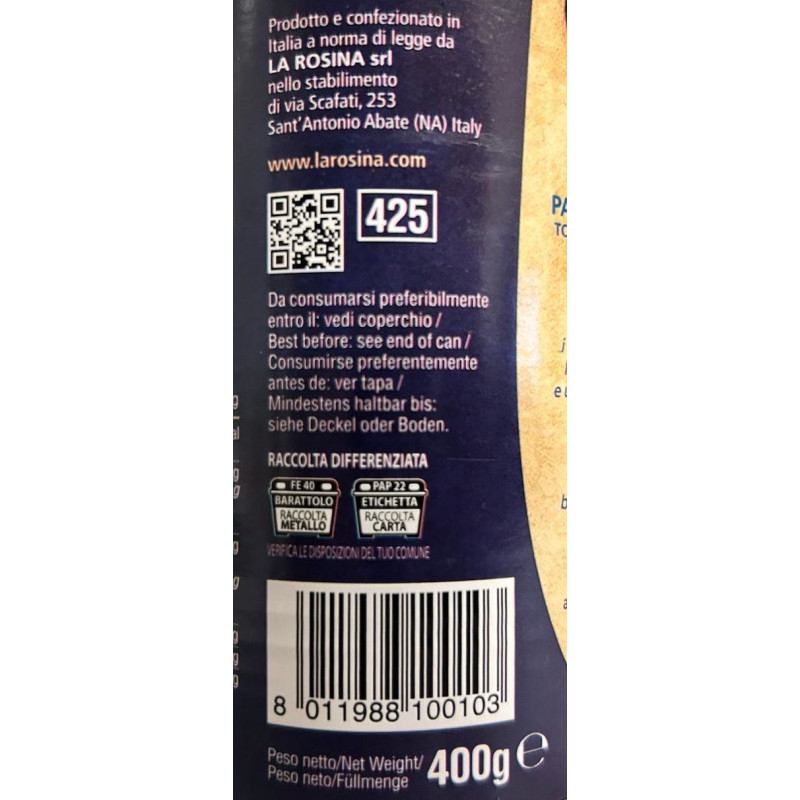 Prodotto e confezionato in
Italia a norma di legge da
LA ROSINA srl
nello stabilimento
di via Scafati, 253
Sant'Antonio Abate (NA) Italy
www.larosina.com
425
Da consumarsi preferibilmente
entro il: vedi coperchio /
Best before: see end of can /
Consumirse preferentemente
antes de: ver tapa /
Mindestens haltbar bis:
siehe Deckel oder Boden.
RACCOLTA DIFFERENZIATA
FE 40
BARATTOLO
RACCOLTA
METALLO
PAP 22
ETICHETTA
RACCOLTA
CARTA
VERIFICA LE DISPOSIZIONI DEL TUO COMUNE
8 011988 100103
Peso netto/Net Weight/
Peso neto/Füllmenge
400g e